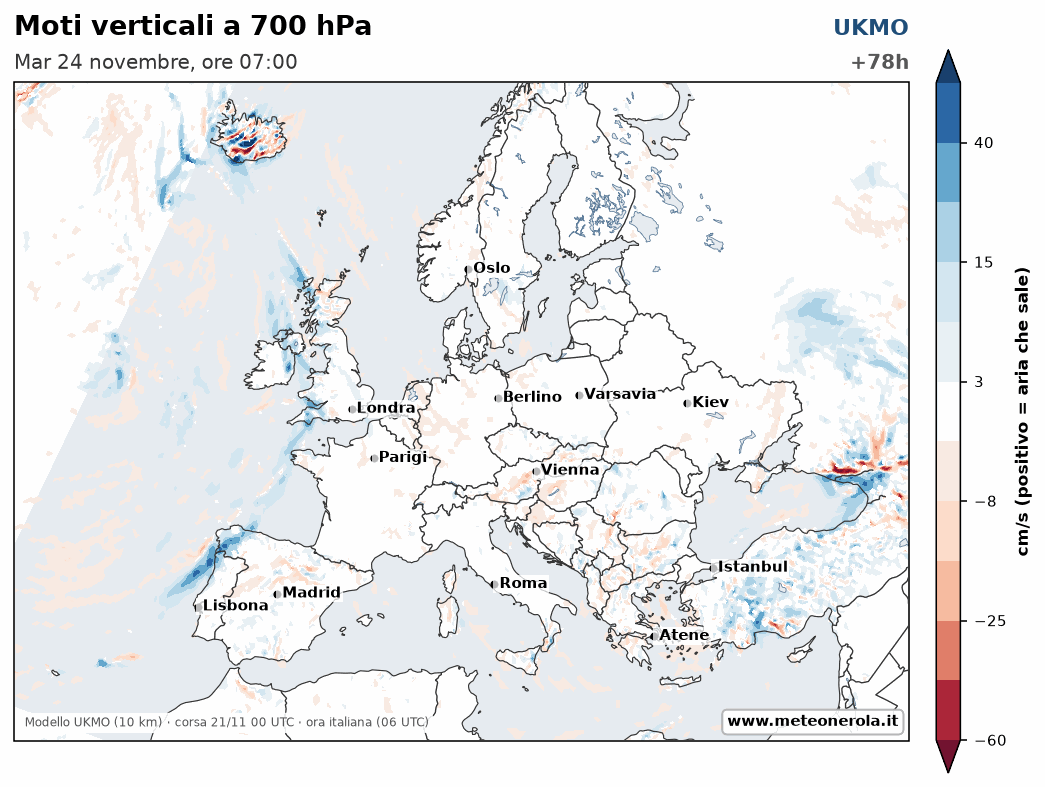 Moti verticali a 700 hPa
UKMO
Mar 24 novembre, ore 07:00
+78h
40
15
3
−8
−25
−60
cm/s (positivo = aria che sale)
Oslo
Berlino
Varsavia
Kiev
Londra
Parigi
Vienna
Istanbul
Roma
Madrid
Lisbona
Atene
Modello UKMO (10 km) · corsa 21/11 00 UTC · ora italiana (06 UTC)
www.meteonerola.it